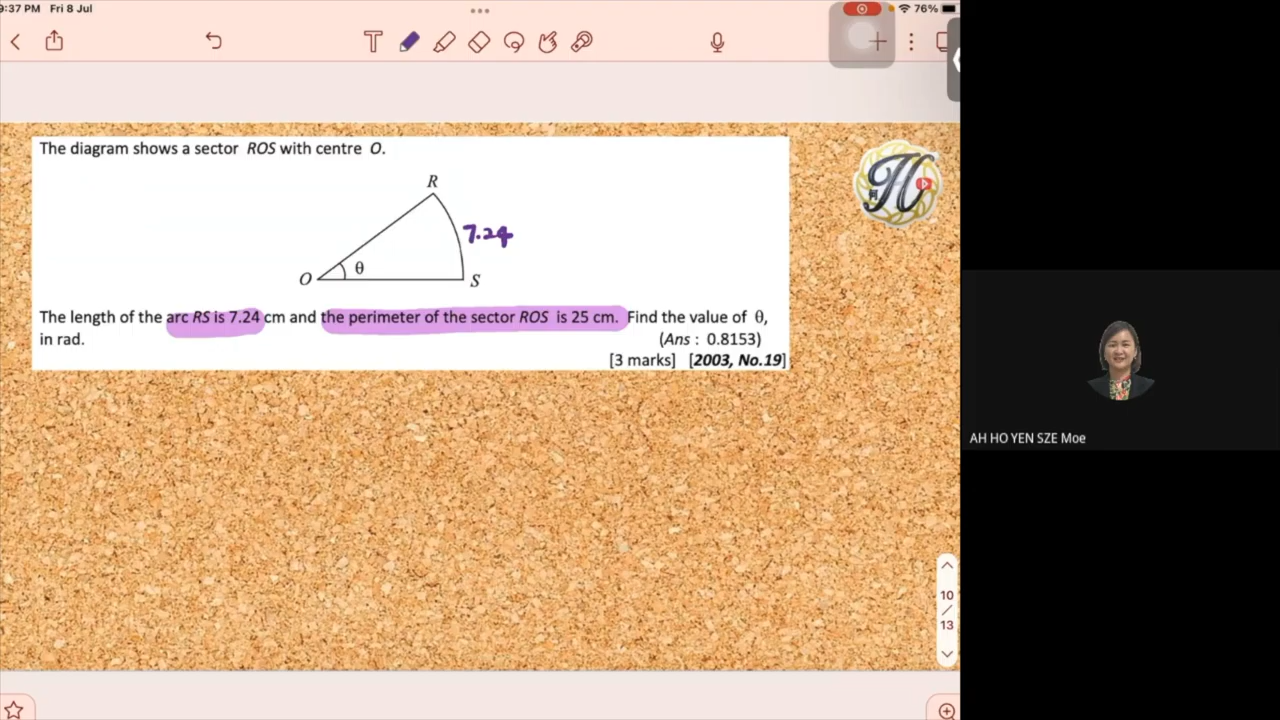 9:37 PM Fri 8 Jul
76%
The diagram shows a sector ROS with centre O.
R
7.24
O
θ
S
The length of the arc RS is 7.24 cm and the perimeter of the sector ROS is 25 cm. Find the value of θ,
in rad.
(Ans : 0.8153)
[3 marks] [2003, No.19]
AH HO YEN SZE Moe
10
/
13